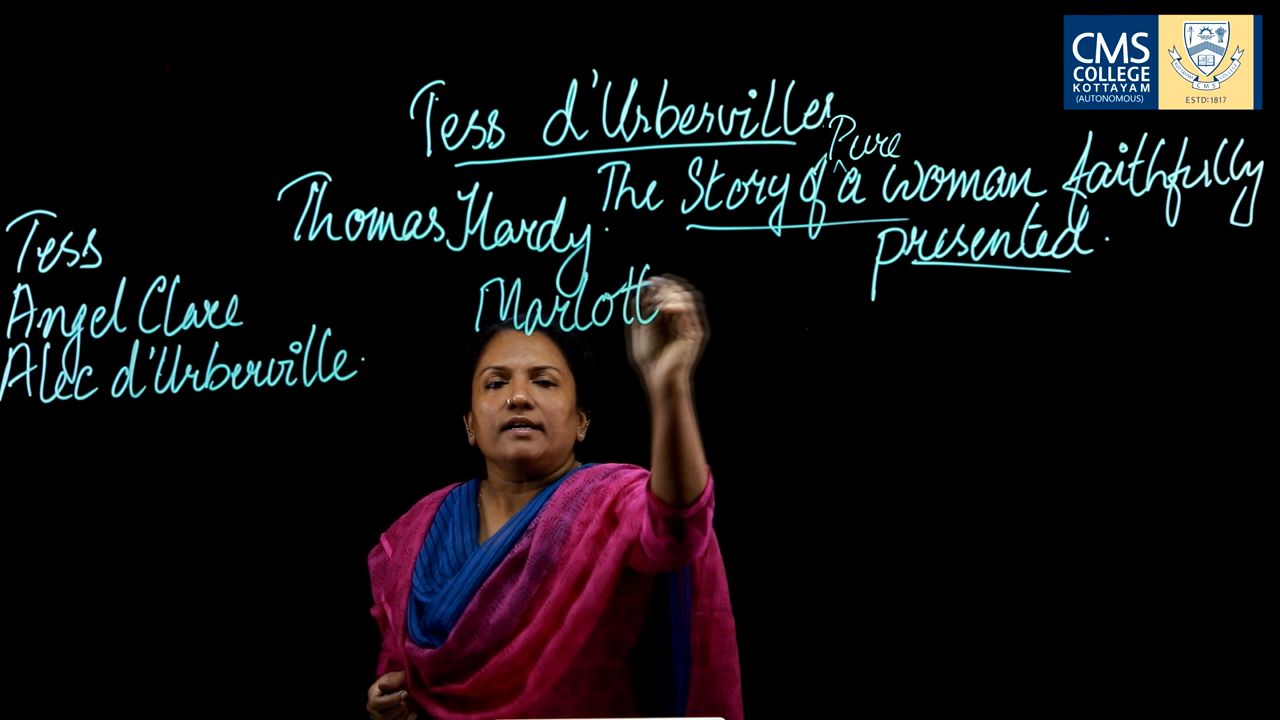 CMS
COLLEGE
KOTTAYAM
(AUTONOMOUS)
ESTD:1817
Tess d'Urbervilles
Pure
The Story of ^a woman faithfully
presented.
Thomas Hardy.
Tess
Angel Clare
Alec d'Urberville.
Marlott